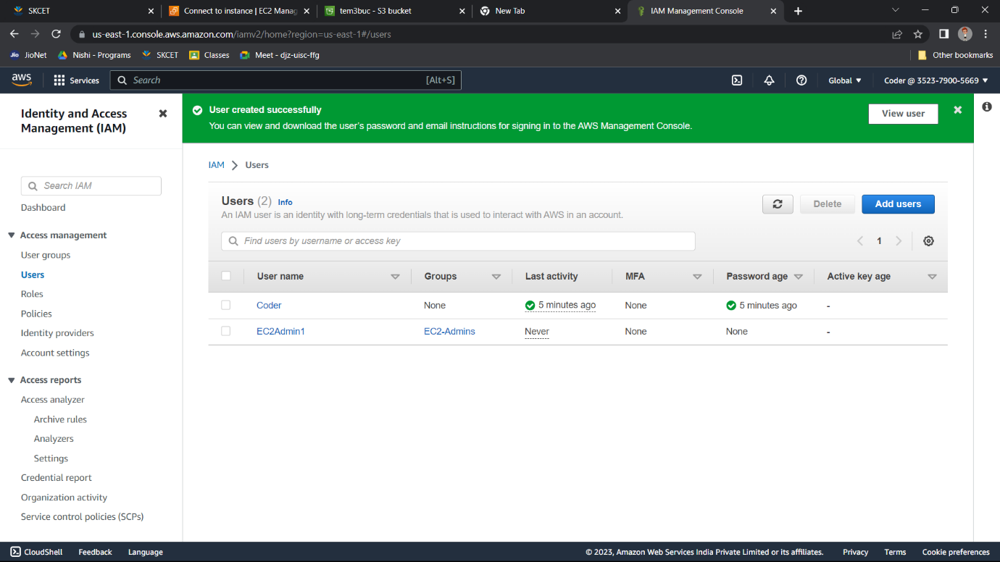 SKCET
Connect to instance | EC2 Manag
tem3buc - S3 bucket
New Tab
IAM Management Console
us-east-1.console.aws.amazon.com/iamv2/home?region=us-east-1#/users
Jio JioNet
Nishi - Programs
SKCET
Classes
Meet - djz-uisc-ffg
Other bookmarks
aws
Services
Search [Alt+S]
Global
Coder @ 3523-7900-5669
Identity and Access
Management (IAM)
Search IAM
Dashboard
Access management
User groups
Users
Roles
Policies
Identity providers
Account settings
Access reports
Access analyzer
Archive rules
Analyzers
Settings
Credential report
Organization activity
Service control policies (SCPs)
User created successfully
You can view and download the user's password and email instructions for signing in to the AWS Management Console.
View user
IAM > Users
Users (2) Info
An IAM user is an identity with long-term credentials that is used to interact with AWS in an account.
Delete
Add users
Find users by username or access key
1
User name Groups Last activity MFA Password age Active key age
Coder None 5 minutes ago None 5 minutes ago -
EC2Admin1 EC2-Admins Never None None -
CloudShell Feedback Language
© 2023, Amazon Web Services India Private Limited or its affiliates. Privacy Terms Cookie preferences